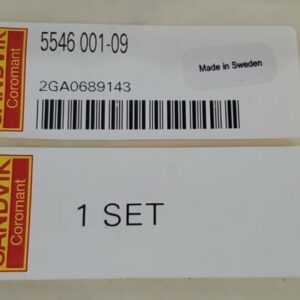 SANDVIK
Coromant
5546 001-09
Made in Sweden
2GA0689143
SANDVIK
Coromant
1 SET